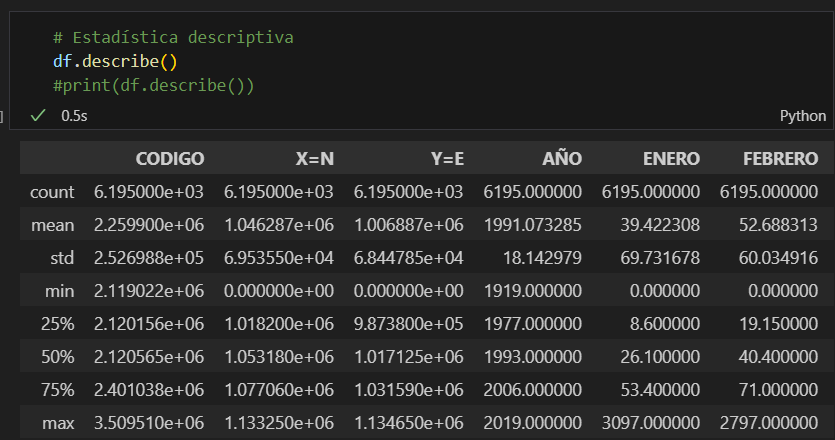 # Estadística descriptiva
df.describe()
#print(df.describe())
] ✓ 0.5s Python
CODIGO X=N Y=E AÑO ENERO FEBRERO
count 6.195000e+03 6.195000e+03 6.195000e+03 6195.000000 6195.000000 6195.000000
mean 2.259900e+06 1.046287e+06 1.006887e+06 1991.073285 39.422308 52.688313
std 2.526988e+05 6.953550e+04 6.844785e+04 18.142979 69.731678 60.034916
min 2.119022e+06 0.000000e+00 0.000000e+00 1919.000000 0.000000 0.000000
25% 2.120156e+06 1.018200e+06 9.873800e+05 1977.000000 8.600000 19.150000
50% 2.120565e+06 1.053180e+06 1.017125e+06 1993.000000 26.100000 40.400000
75% 2.401038e+06 1.077060e+06 1.031590e+06 2006.000000 53.400000 71.000000
max 3.509510e+06 1.133250e+06 1.134650e+06 2019.000000 3097.000000 2797.000000